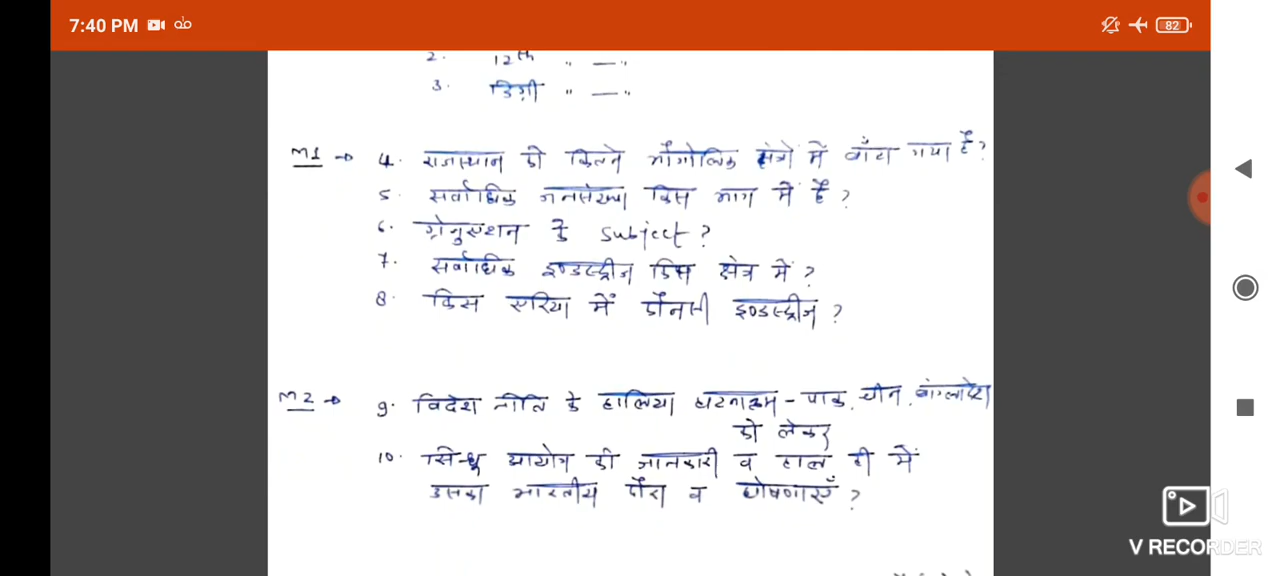 7:40 PM
82
2. 12th " — "
3. डिग्री " — "
M1 → 4. राजस्थान को कितने भौगोलिक क्षेत्रो में बाँटा गया है?
5. सर्वाधिक जनसंख्या किस भाग में है?
6. ग्रेजुएशन के subject?
7. सर्वाधिक इण्डस्ट्रीज किस क्षेत्र में?
8. किस एरिया में कौनसी इण्डस्ट्रीज?
M2 → 9. विदेश नीति के हालिया घटनाक्रम - पाक, चीन, बांग्लादेश
को लेकर
10. सिन्धु आयोग की जानकारी व हाल ही में
उसका भारतीय दौरा व घोषणाएँ?
V RECORDER